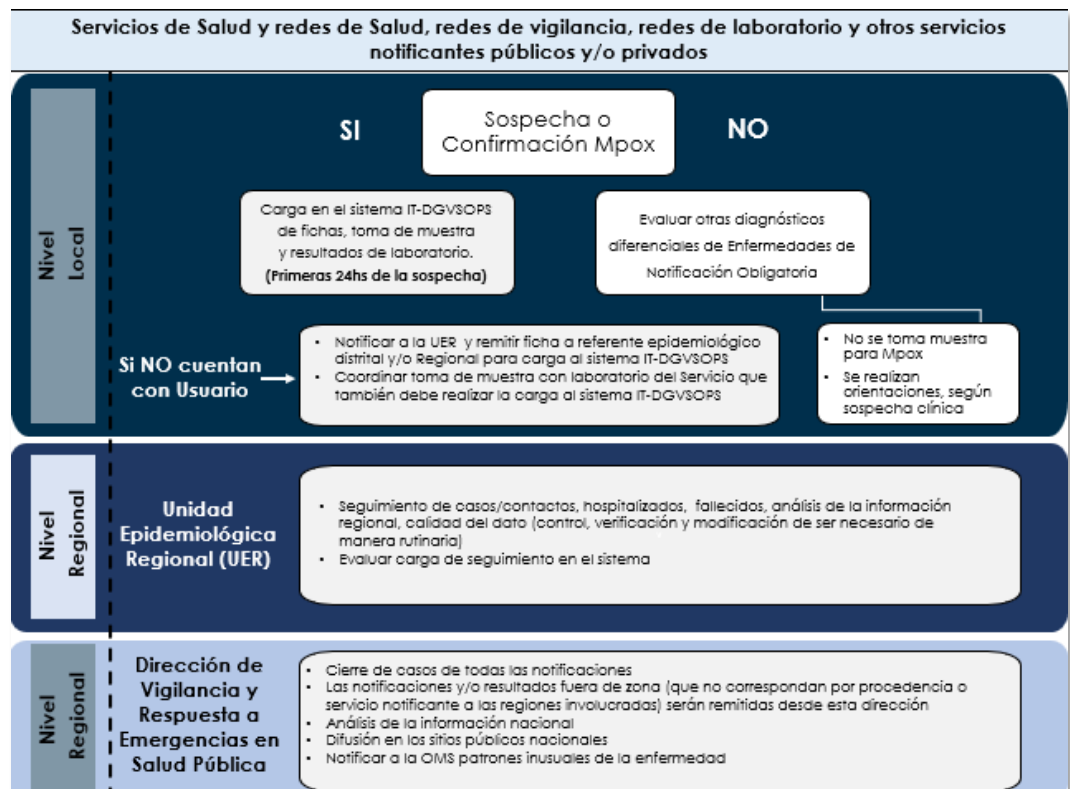 Servicios de Salud y redes de Salud, redes de vigilancia, redes de laboratorio y otros servicios
notificantes públicos y/o privados
Nivel
Local
SI
Sospecha o
Confirmación Mpox
NO
Carga en el sistema IT-DGVSOPS
de fichas, toma de muestra
y resultados de laboratorio.
(Primeras 24hs de la sospecha)
Evaluar otras diagnósticos
diferenciales de Enfermedades de
Notificación Obligatoria
Si NO cuentan
con Usuario
• Notificar a la UER y remitir ficha a referente epidemiológico
distrital y/o Regional para carga al sistema IT-DGVSOPS
• Coordinar toma de muestra con laboratorio del Servicio que
también debe realizar la carga al sistema IT-DGVSOPS
• No se toma muestra
para Mpox
• Se realizan
orientaciones, según
sospecha clínica
Nivel
Regional
Unidad
Epidemiológica
Regional (UER)
• Seguimiento de casos/contactos, hospitalizados, fallecidos, análisis de la información
regional, calidad del dato (control, verificación y modificación de ser necesario de
manera rutinaria)
• Evaluar carga de seguimiento en el sistema
Nivel
Regional
Dirección de
Vigilancia y
Respuesta a
Emergencias en
Salud Pública
• Cierre de casos de todas las notificaciones
• Las notificaciones y/o resultados fuera de zona (que no correspondan por procedencia o
servicio notificante a las regiones involucradas) serán remitidas desde esta dirección
• Análisis de la información nacional
• Difusión en los sitios públicos nacionales
• Notificar a la OMS patrones inusuales de la enfermedad